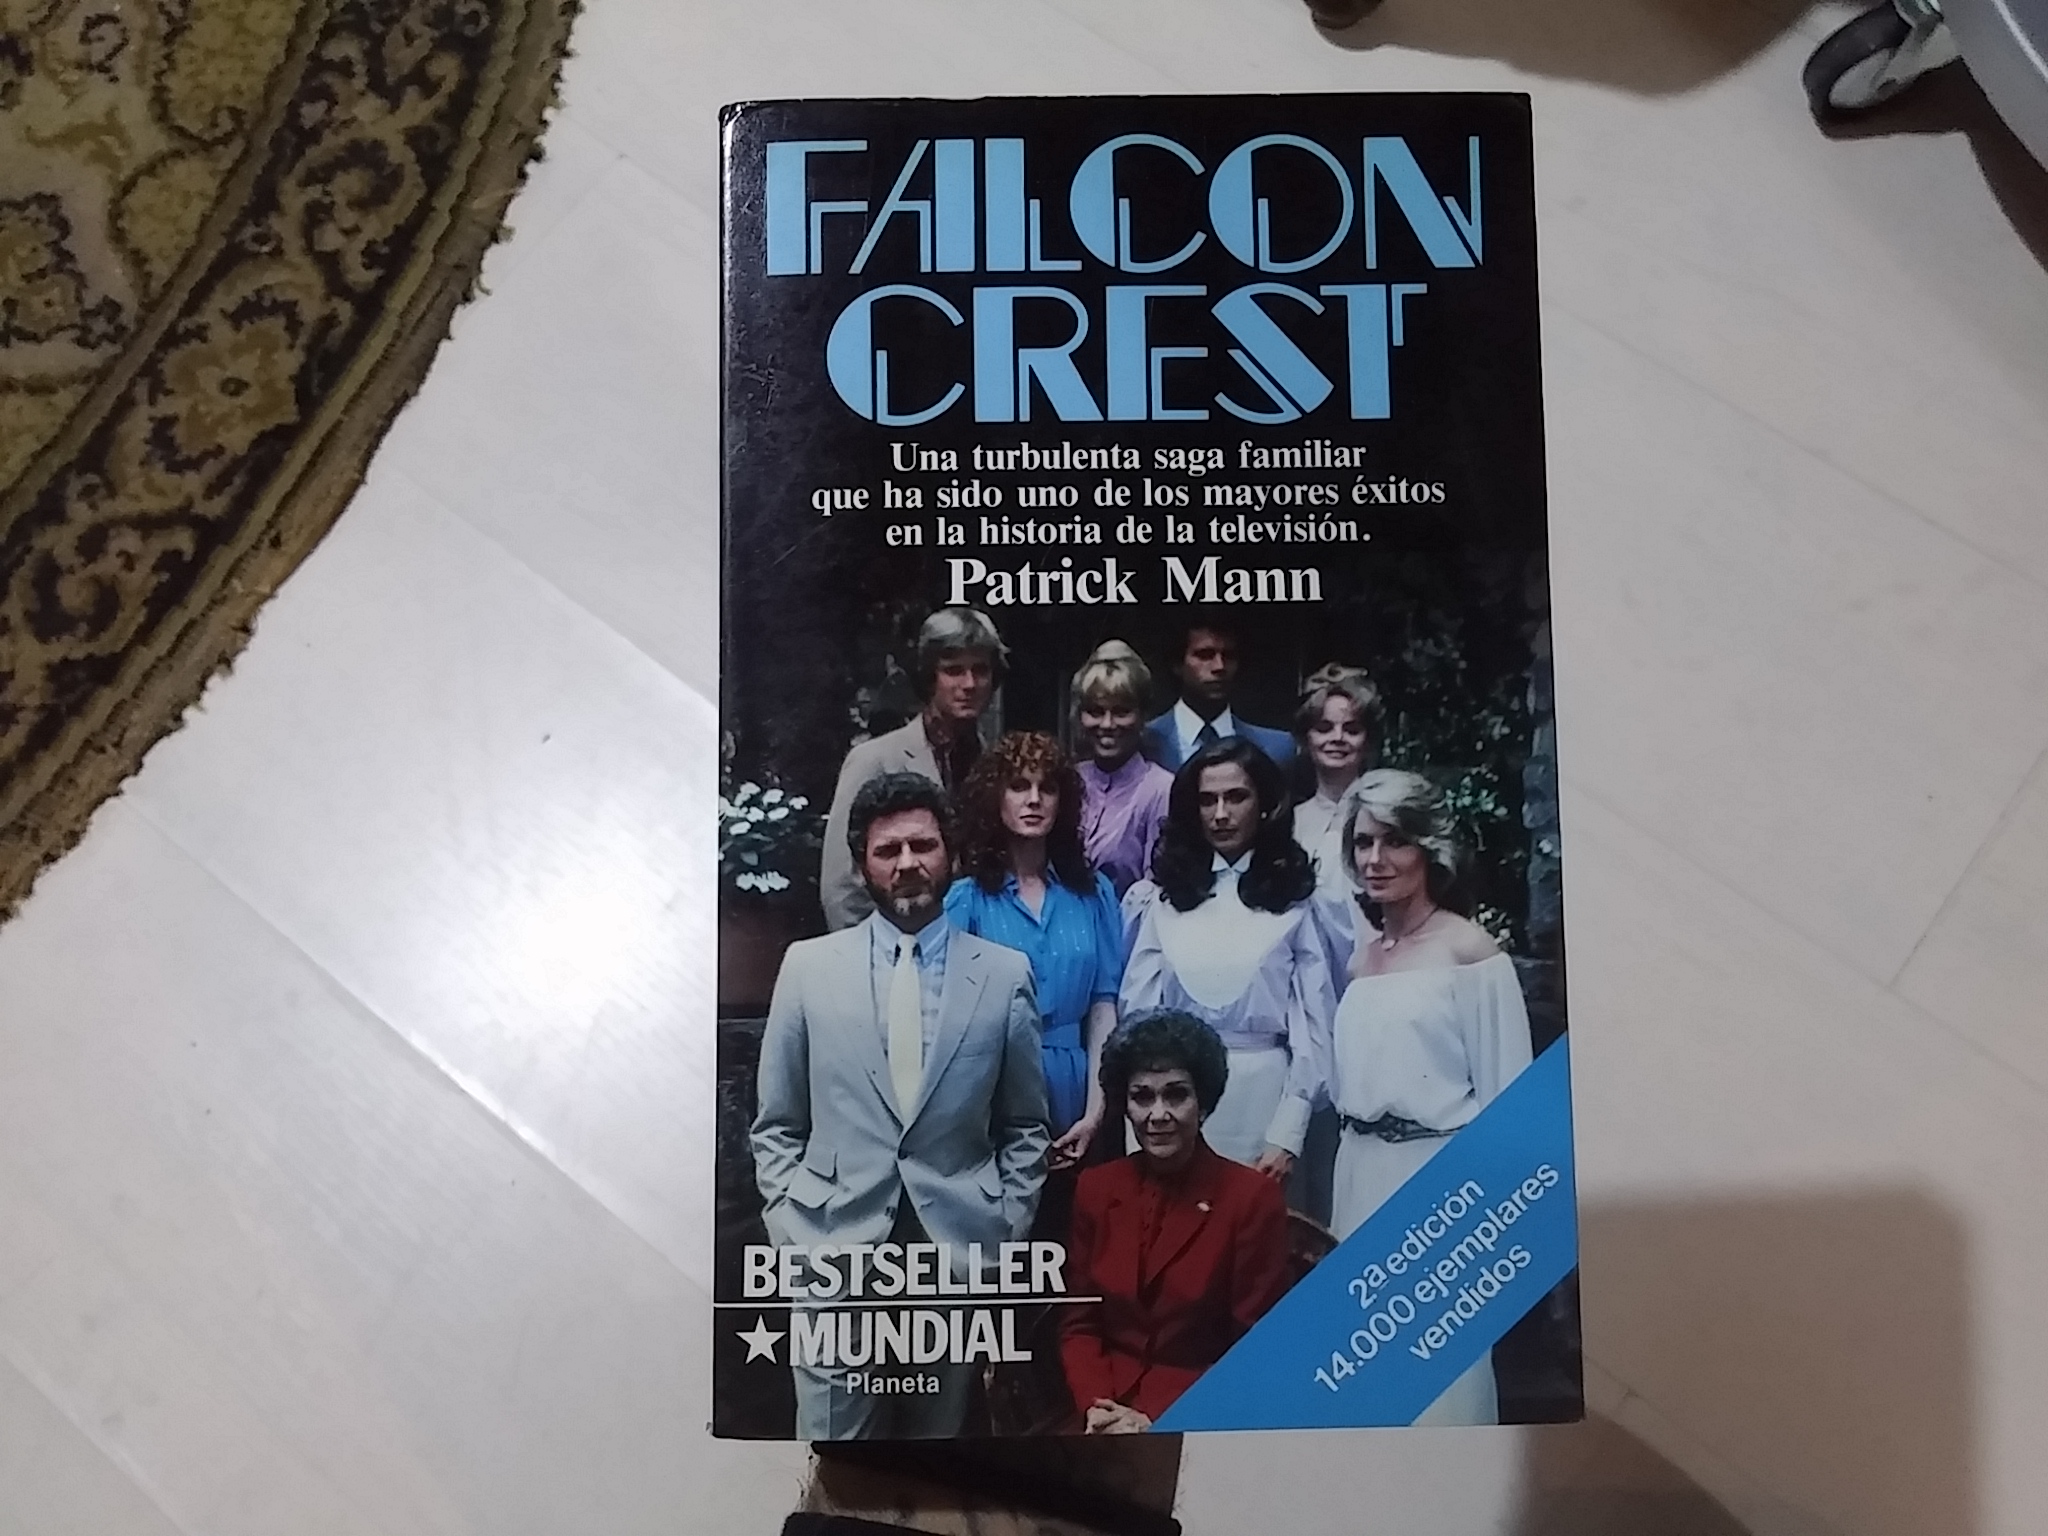 FALCON
CREST
Una turbulenta saga familiar
que ha sido uno de los mayores éxitos
en la historia de la televisión.
Patrick Mann
BESTSELLER
★MUNDIAL
Planeta
2ª edición
14.000 ejemplares
vendidos